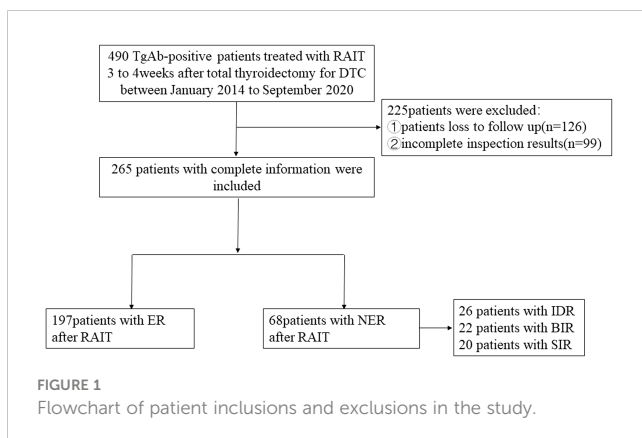 490 TgAb-positive patients treated with RAIT
3 to 4weeks after total thyroidectomy for DTC
between January 2014 to September 2020
225patients were excluded:
①patients loss to follow up(n=126)
②incomplete inspection results(n=99)
265 patients with complete information were
included
197patients with ER
after RAIT
68patients with NER
after RAIT
26 patients with IDR
22 patients with BIR
20 patients with SIR
FIGURE 1
Flowchart of patient inclusions and exclusions in the study.